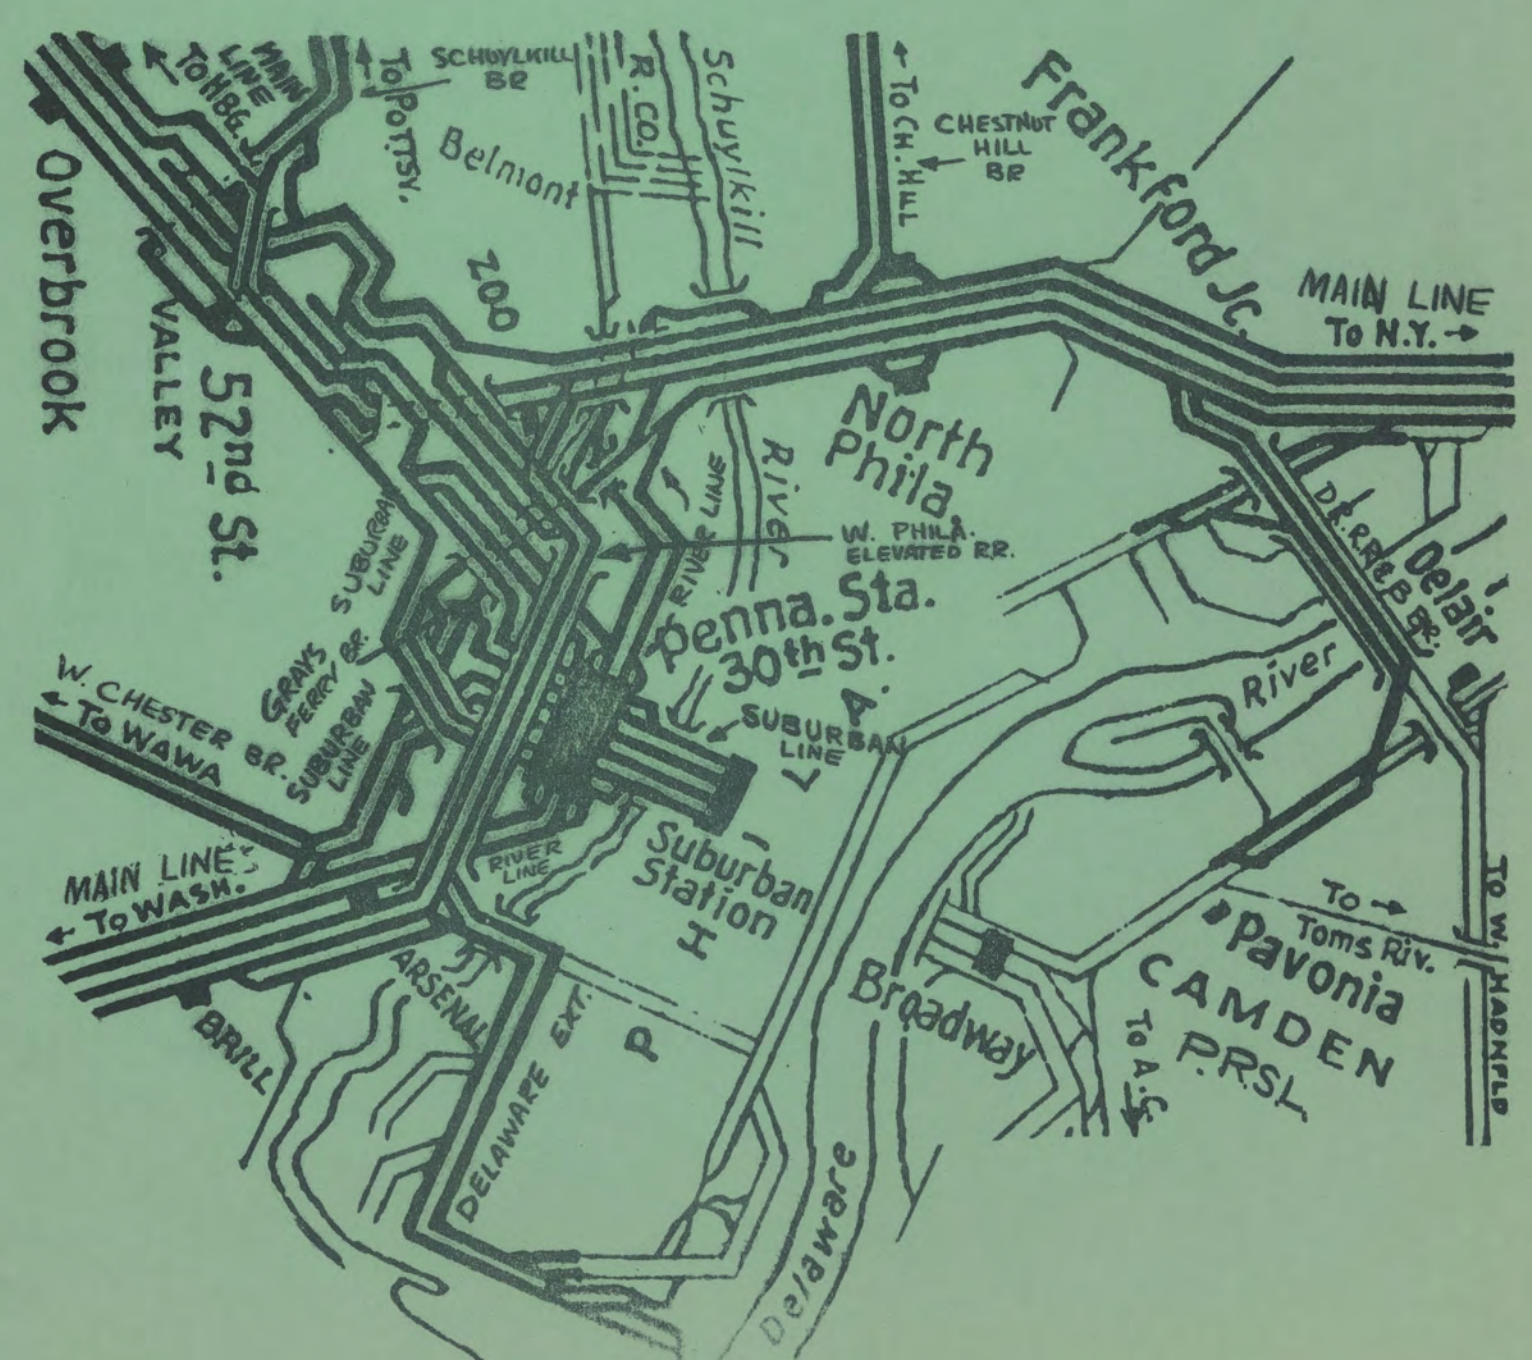 MAIN
LINE
TO HBG.
TO POTTSV.
SCHUYLKILL
BR
R. CO.
Schuylkill
TO CH. HILL
CHESTNUT
HILL
BR
Frankford Jc.
Belmont
Overbrook
VALLEY
52nd St.
ZOO
MAIN LINE
TO N.Y. →
North
Phila.
River
RIVER LINE
W. PHILA.
ELEVATED RR.
SUBURBAN
LINE
GRAYS
FERRY BR.
SUBURBAN
LINE
Penna. Sta.
30th St.
SUBURBAN
LINE
Delair
River
W. CHESTER BR.
← TO WAWA
MAIN LINE
← TO WASH.
RIVER
LINE
Suburban
Station
P H I L A.
BRILL
ARSENAL
DELAWARE EXT.
Broadway
TO →
Toms Riv.
Pavonia
CAMDEN
P.R.S.L.
TO A.C.
TO W. HADNFLD
Delaware